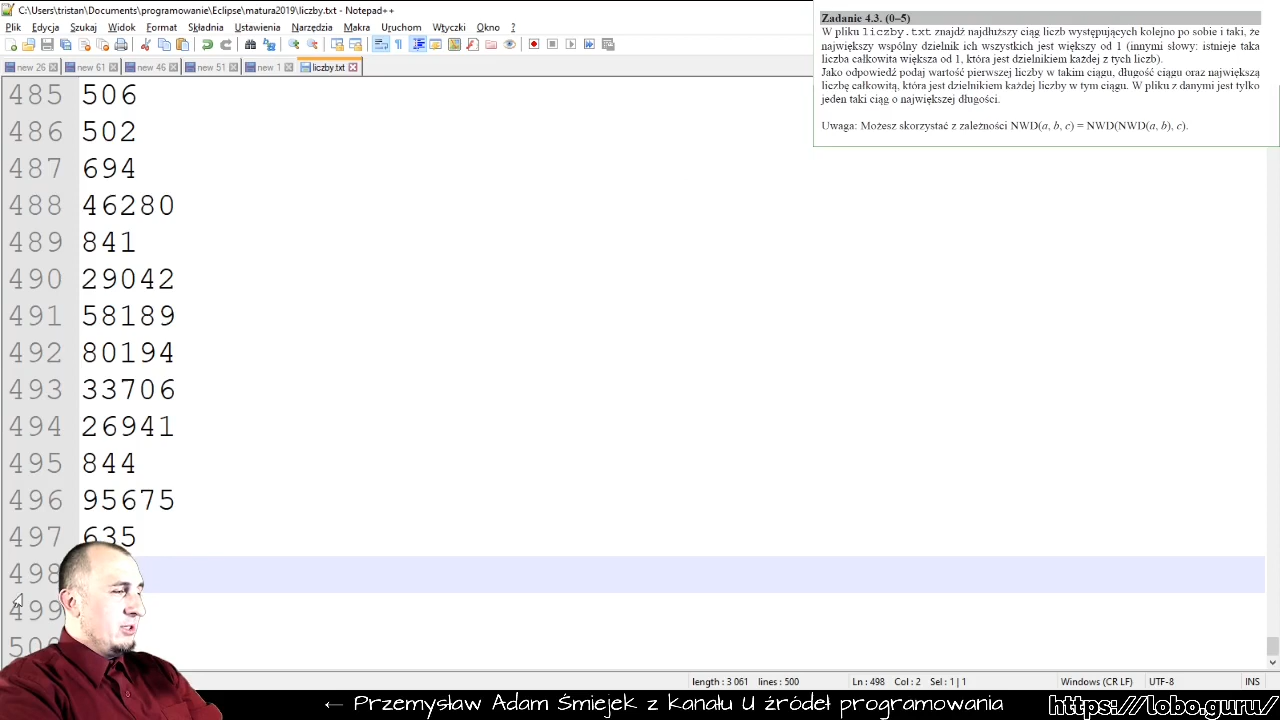 C:\Users\tristan\Documents\programowanie\Eclipse\matura2019\liczby.txt - Notepad++
Plik Edycja Szukaj Widok Format Składnia Ustawienia Narzędzia Makra Uruchom Wtyczki Okno ?
new 26 new 61 new 46 new 51 new 1 liczby.txt
Zadanie 4.3. (0–5)
W pliku liczby.txt znajdź najdłuższy ciąg liczb występujących kolejno po sobie i taki, że
największy wspólny dzielnik ich wszystkich jest większy od 1 (innymi słowy: istnieje taka
liczba całkowita większa od 1, która jest dzielnikiem każdej z tych liczb).
Jako odpowiedź podaj wartość pierwszej liczby w takim ciągu, długość ciągu oraz największą
liczbę całkowitą, która jest dzielnikiem każdej liczby w tym ciągu. W pliku z danymi jest tylko
jeden taki ciąg o największej długości.
Uwaga: Możesz skorzystać z zależności NWD(a, b, c) = NWD(NWD(a, b), c).
485 506
486 502
487 694
488 46280
489 841
490 29042
491 58189
492 80194
493 33706
494 26941
495 844
496 95675
497 635
498
499
length : 3 061 lines : 500 Ln : 498 Col : 2 Sel : 1 | 1 Windows (CR LF) UTF-8 INS
← Przemysław Adam Śmiejek z kanału U źródeł programowania https://lobo.guru/